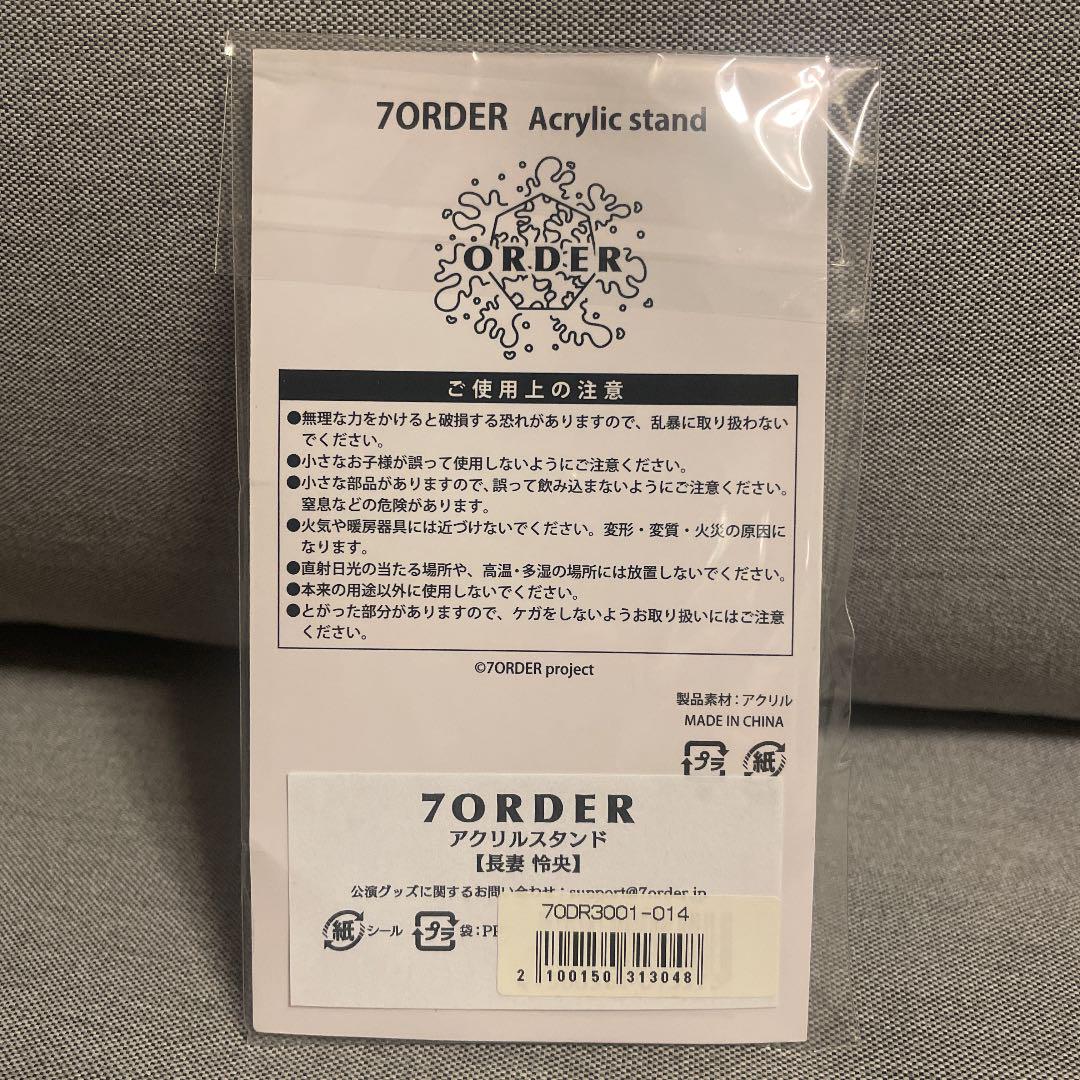 7ORDER Acrylic stand
ORDER
ご使用上の注意
●無理な力をかけると破損する恐れがありますので、乱暴に取り扱わない
でください。
●小さなお子様が誤って使用しないようにご注意ください。
●小さな部品がありますので、誤って飲み込まないようにご注意ください。
窒息などの危険があります。
●火気や暖房器具には近づけないでください。変形・変質・火災の原因に
なります。
●直射日光の当たる場所や、高温・多湿の場所には放置しないでください。
●本来の用途以外に使用しないでください。
●とがった部分がありますので、ケガをしないようお取り扱いにはご注意
ください。
©7ORDER project
製品素材：アクリル
MADE IN CHINA
プラ 紙
7ORDER
アクリルスタンド
【長妻 怜央】
公演グッズに関するお問い合わせ：support@7order.jp
紙 シール プラ 袋：PP
7ODR3001-014
2 100150 313048